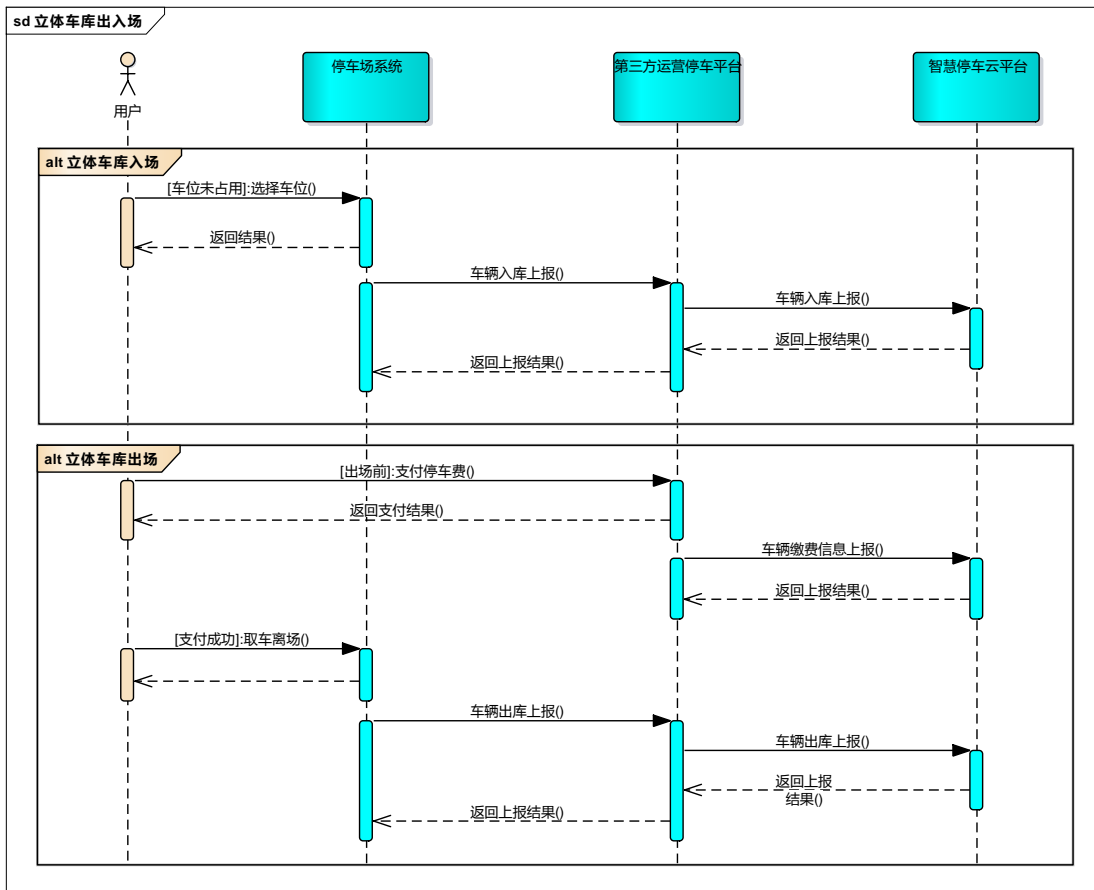 sd 立体车库出入场
用户
停车场系统
第三方运营停车平台
智慧停车云平台
alt 立体车库入场
[车位未占用]:选择车位()
返回结果()
车辆入库上报()
车辆入库上报()
返回上报结果()
返回上报结果()
alt 立体车库出场
[出场前]:支付停车费()
返回支付结果()
车辆缴费信息上报()
返回上报结果()
[支付成功]:取车离场()
车辆出库上报()
车辆出库上报()
返回上报
结果()
返回上报结果()